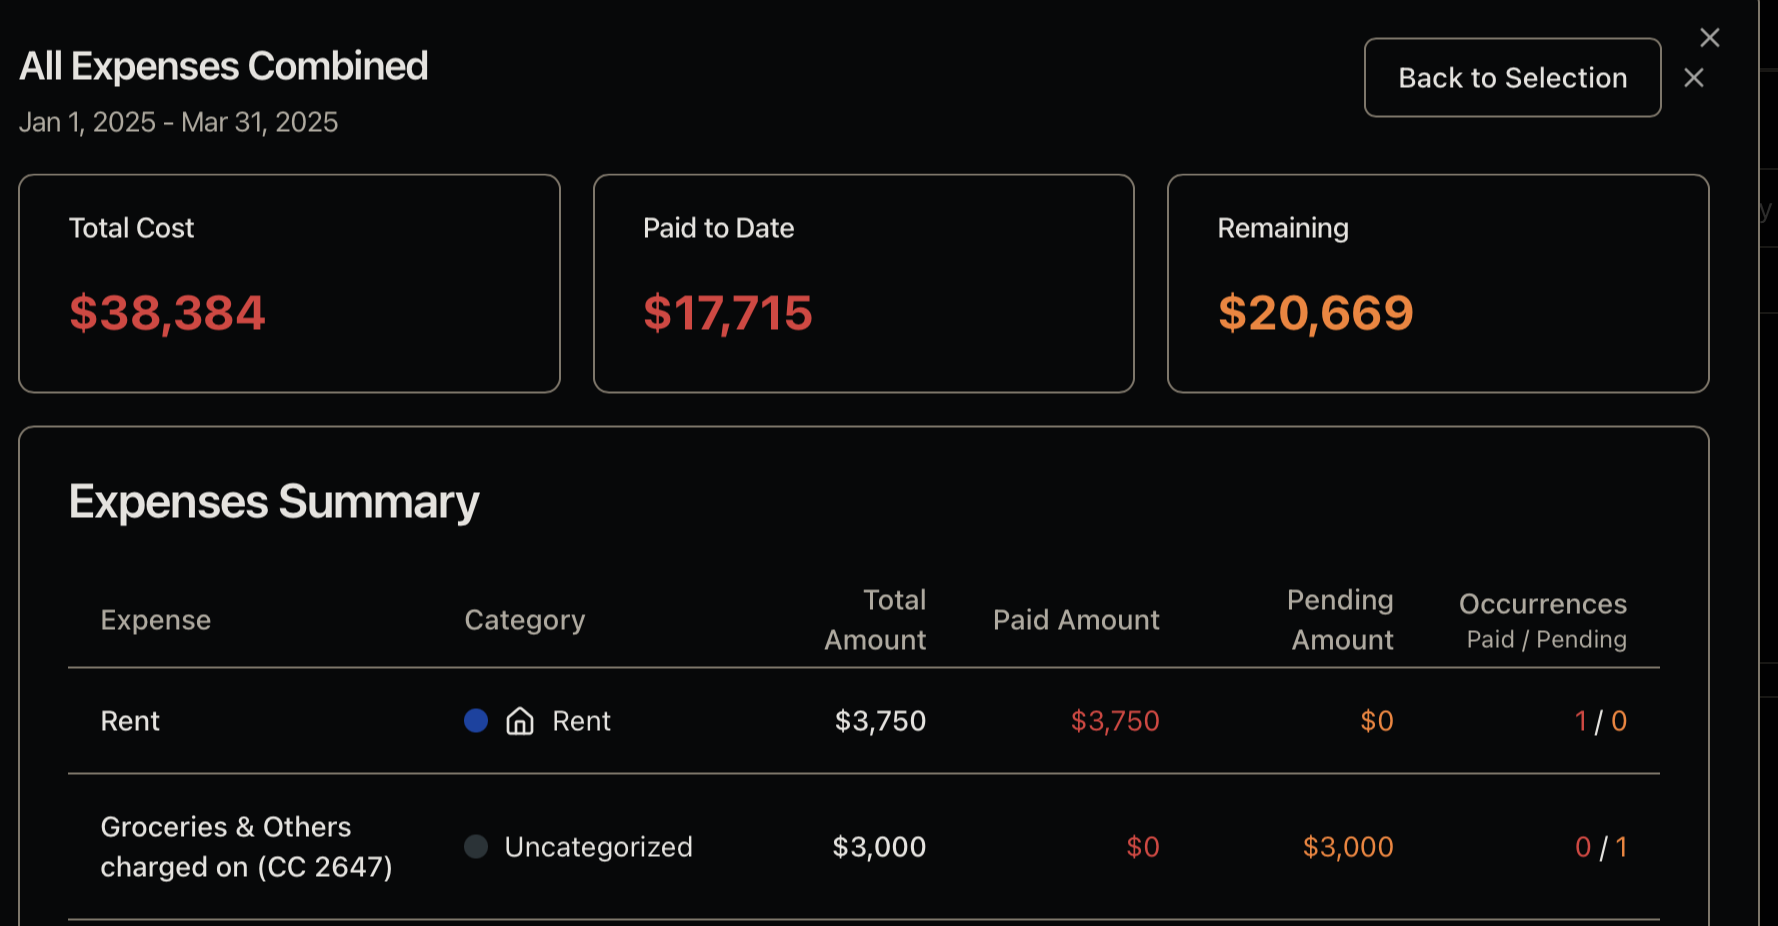 All Expenses Combined
Back to Selection
Jan 1, 2025 - Mar 31, 2025
Total Cost
$38,384
Paid to Date
$17,715
Remaining
$20,669
y
Expenses Summary
Expense
Category
Total
Amount
Paid Amount
Pending
Amount
Occurrences
Paid / Pending
Rent
Rent
$3,750
$3,750
$0
1 / 0
Groceries & Others
charged on (CC 2647)
Uncategorized
$3,000
$0
$3,000
0 / 1